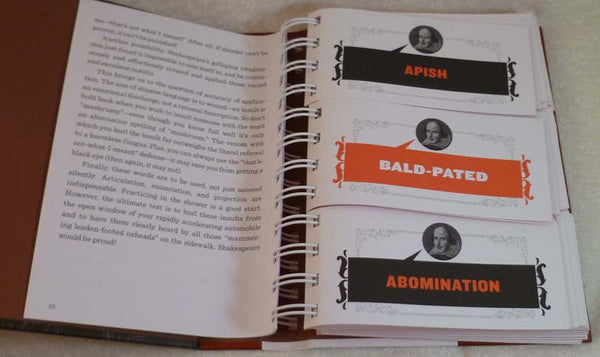 me—that's not what I meant!" After all, if slander can't be
proven, it can't be punished!
Another possibility: Shakespeare's galloping imagina-
tion just found it impossible to rein itself in, and he contin-
uously and effortlessly created and applied these varied
and excellent insults.
This brings us to the question of accuracy of applica-
tion. The aim of abusive language is to wound—an insult is
an emotional discharge, not a rational description. So don't
hold back when you wish to insult someone with the word
"mushrump"—even though you know full well it's only
an alternative spelling of "mushroom." The venom with
which you hurl the insult far outweighs the literal referral
to a harmless fungus. Plus, you can always use the "that's-
not-what-I-meant" defense—it may save you from getting a
black eye (then again, it may not).
Finally, these words are to be used, not just savored
silently. Articulation, enunciation, and projection are
indispensable. Practicing in the shower is a good start.
However, the ultimate test is to hurl these insults from
the open window of your rapidly accelerating automobile
and to have them clearly heard by all those "mammer-
ing leaden-footed oxheads" on the sidewalk. Shakespeare
would be proud!
10
APISH
BALD-PATED
ABOMINATION